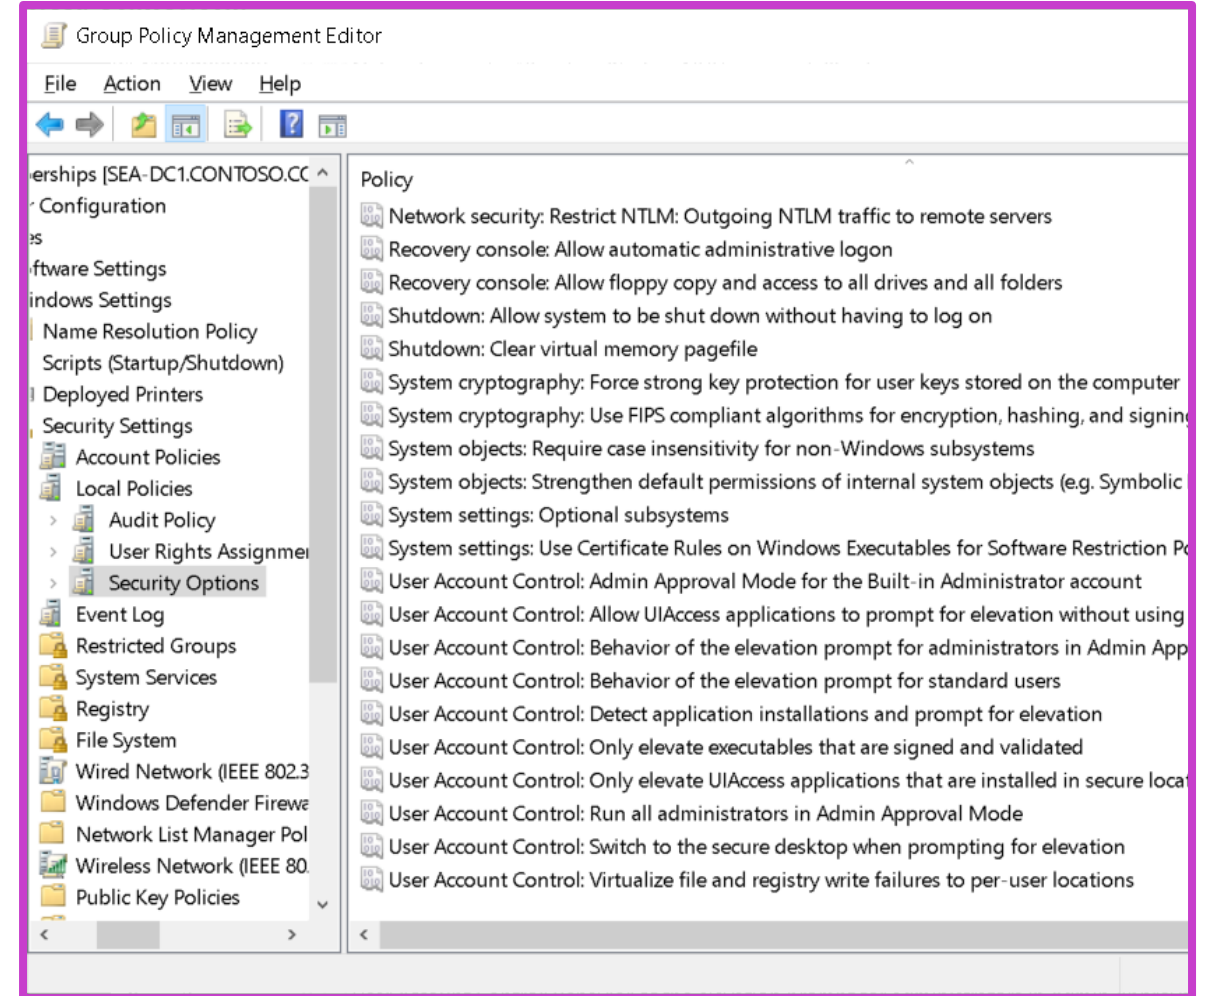 Group Policy Management Editor
File Action View Help
erships [SEA-DC1.CONTOSO.CC
r Configuration
es
ftware Settings
indows Settings
Name Resolution Policy
Scripts (Startup/Shutdown)
Deployed Printers
Security Settings
Account Policies
Local Policies
Audit Policy
User Rights Assignmen
Security Options
Event Log
Restricted Groups
System Services
Registry
File System
Wired Network (IEEE 802.3
Windows Defender Firewa
Network List Manager Pol
Wireless Network (IEEE 80.
Public Key Policies
Policy
Network security: Restrict NTLM: Outgoing NTLM traffic to remote servers
Recovery console: Allow automatic administrative logon
Recovery console: Allow floppy copy and access to all drives and all folders
Shutdown: Allow system to be shut down without having to log on
Shutdown: Clear virtual memory pagefile
System cryptography: Force strong key protection for user keys stored on the computer
System cryptography: Use FIPS compliant algorithms for encryption, hashing, and signing
System objects: Require case insensitivity for non-Windows subsystems
System objects: Strengthen default permissions of internal system objects (e.g. Symbolic
System settings: Optional subsystems
System settings: Use Certificate Rules on Windows Executables for Software Restriction Po
User Account Control: Admin Approval Mode for the Built-in Administrator account
User Account Control: Allow UIAccess applications to prompt for elevation without using
User Account Control: Behavior of the elevation prompt for administrators in Admin App
User Account Control: Behavior of the elevation prompt for standard users
User Account Control: Detect application installations and prompt for elevation
User Account Control: Only elevate executables that are signed and validated
User Account Control: Only elevate UIAccess applications that are installed in secure locat
User Account Control: Run all administrators in Admin Approval Mode
User Account Control: Switch to the secure desktop when prompting for elevation
User Account Control: Virtualize file and registry write failures to per-user locations